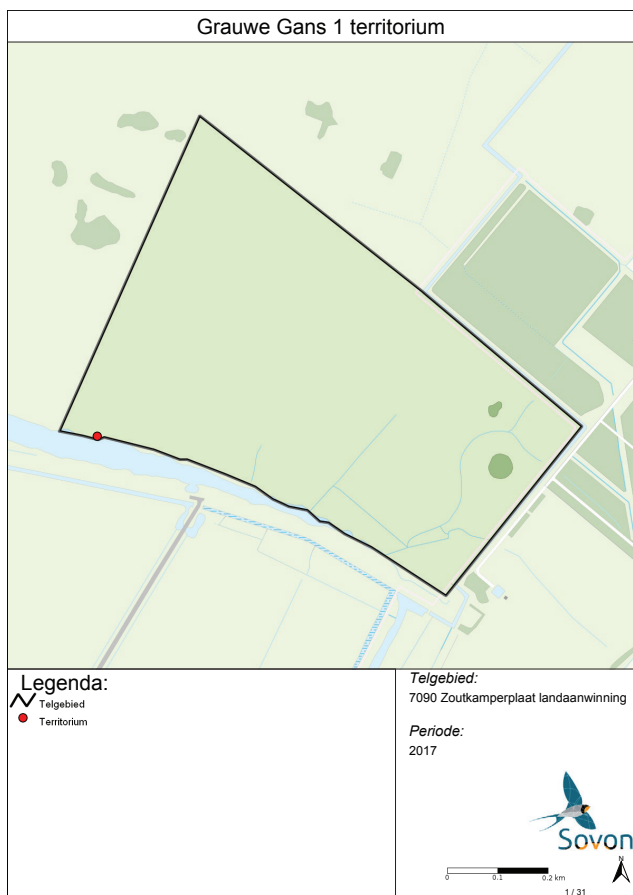 Grauwe Gans 1 territorium
Legenda:
Telgebied
Territorium
Telgebied:
7090 Zoutkamperplaat landaanwinning
Periode:
2017
Sovon
N
0 0.1 0.2 km
1 / 31